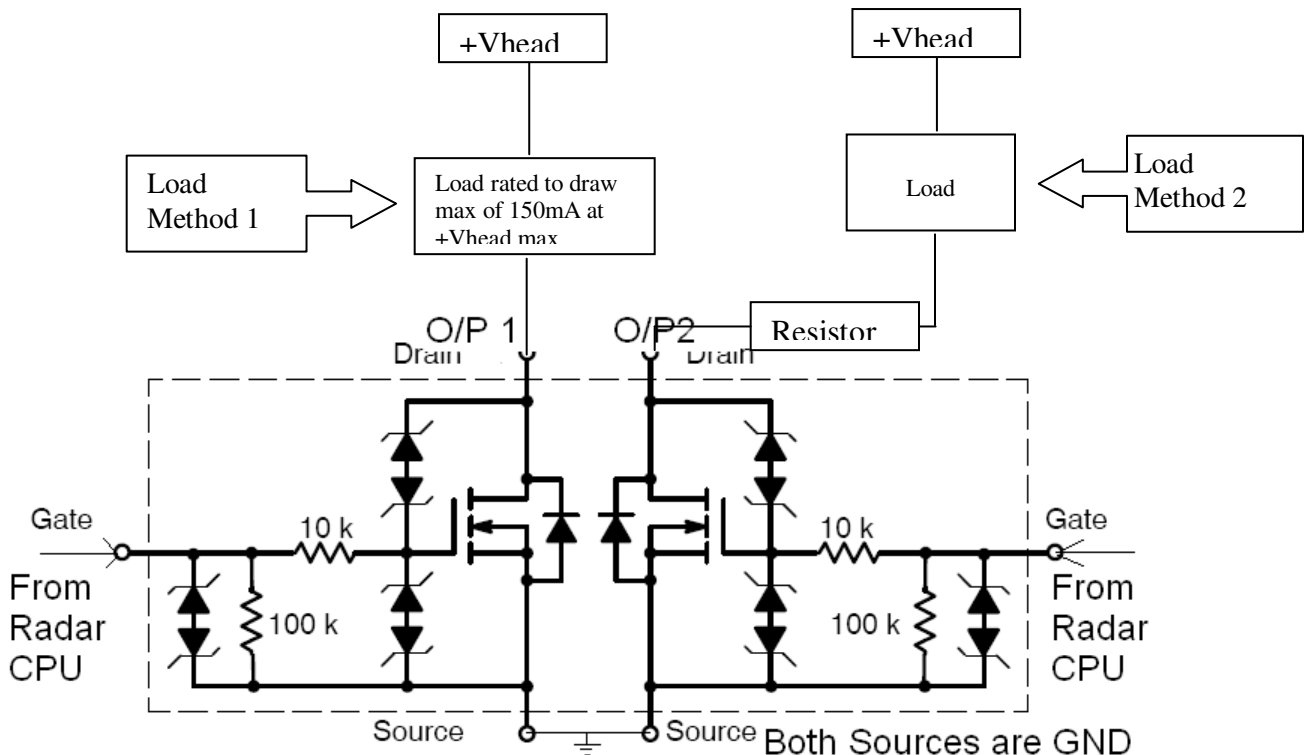 +Vhead
+Vhead
Load
Method 1
Load rated to draw
max of 150mA at
+Vhead max
Load
Load
Method 2
Resistor
O/P 1
O/P2
Drain
Drain
Gate
10 k
10 k
Gate
From
Radar
CPU
100 k
100 k
From
Radar
CPU
Source
Source
Both Sources are GND